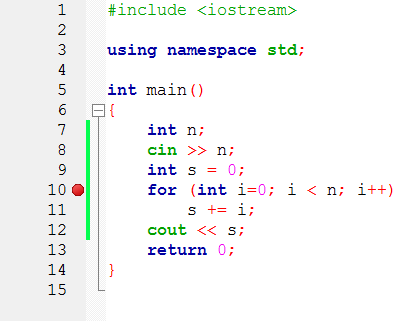 1 #include <iostream>
2
3 using namespace std;
4
5 int main()
6 {
7 int n;
8 cin >> n;
9 int s = 0;
10 for (int i=0; i < n; i++)
11 s += i;
12 cout << s;
13 return 0;
14 }
15